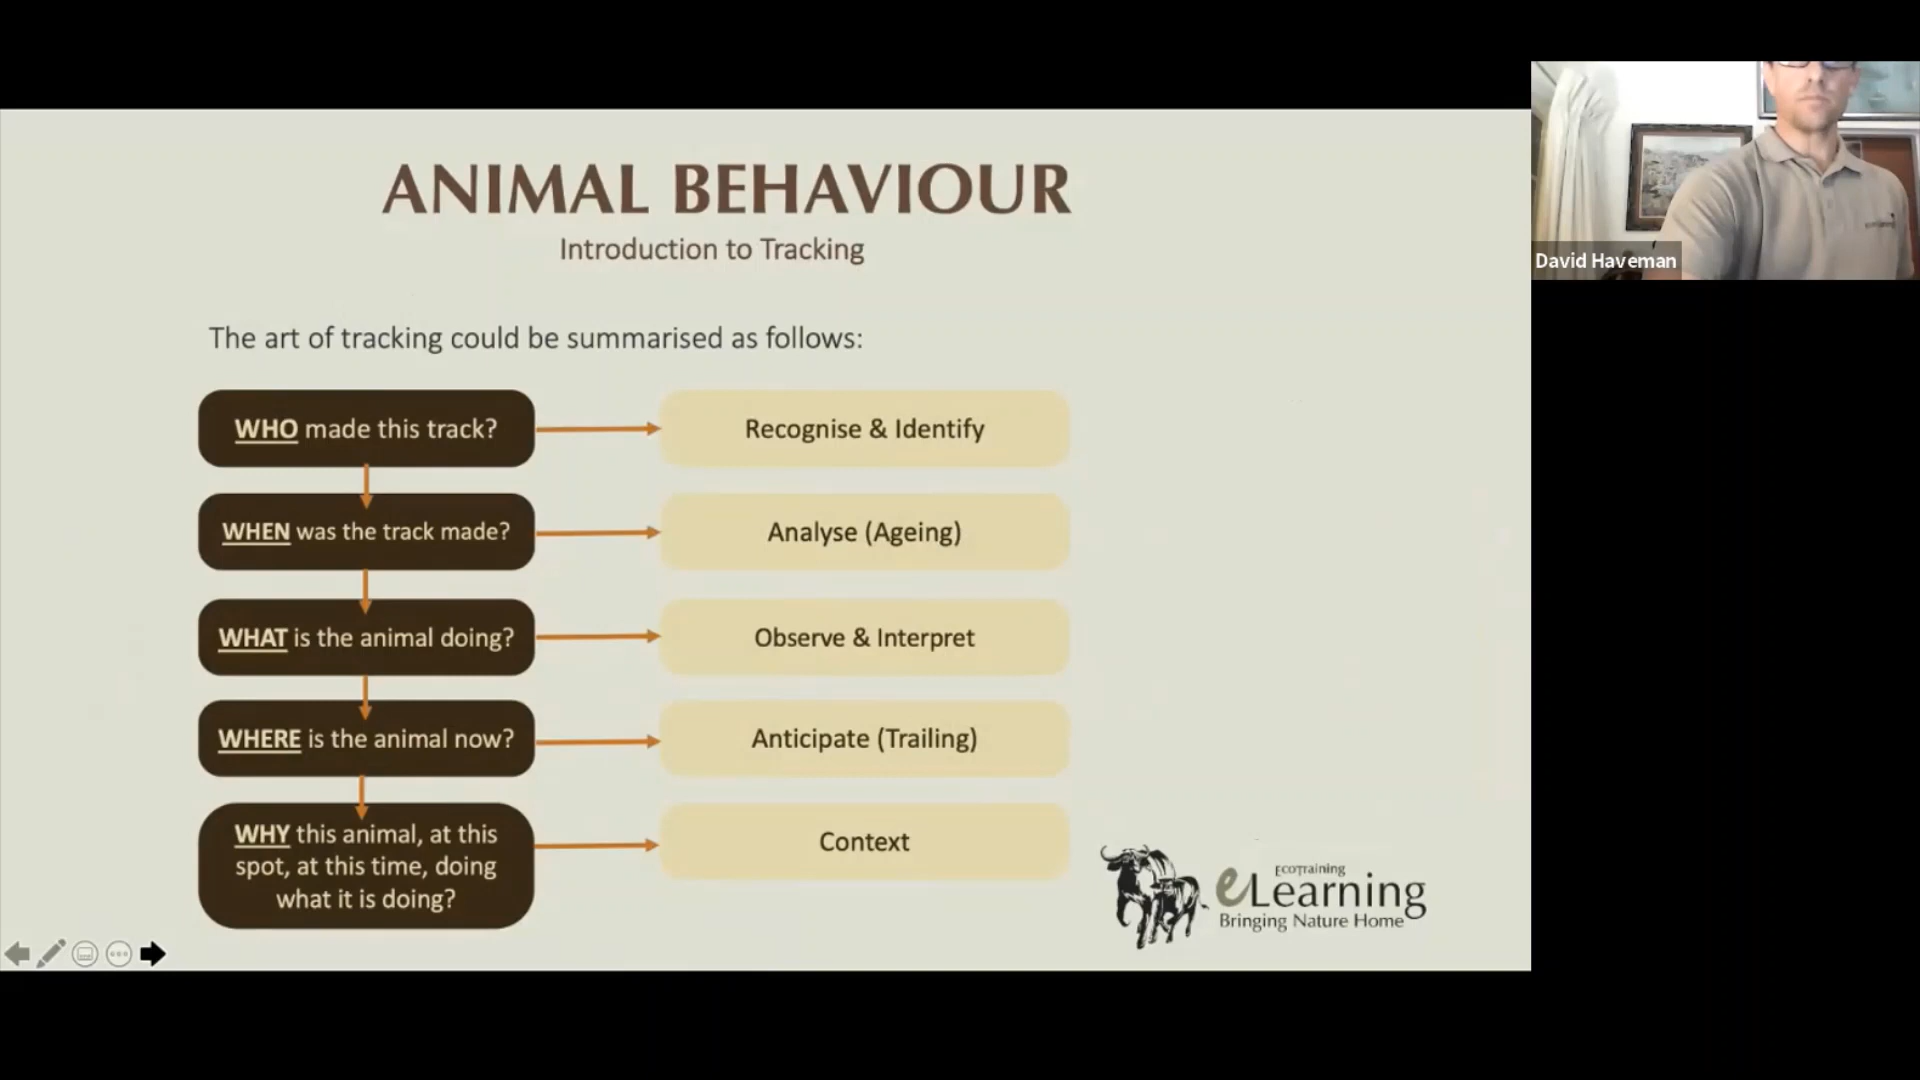 ANIMAL BEHAVIOUR
Introduction to Tracking
David Haveman
The art of tracking could be summarised as follows:
WHO made this track?
Recognise & Identify
WHEN was the track made?
Analyse (Ageing)
WHAT is the animal doing?
Observe & Interpret
WHERE is the animal now?
Anticipate (Trailing)
WHY this animal, at this
spot, at this time, doing
what it is doing?
Context
EcoTraining
eLearning
Bringing Nature Home